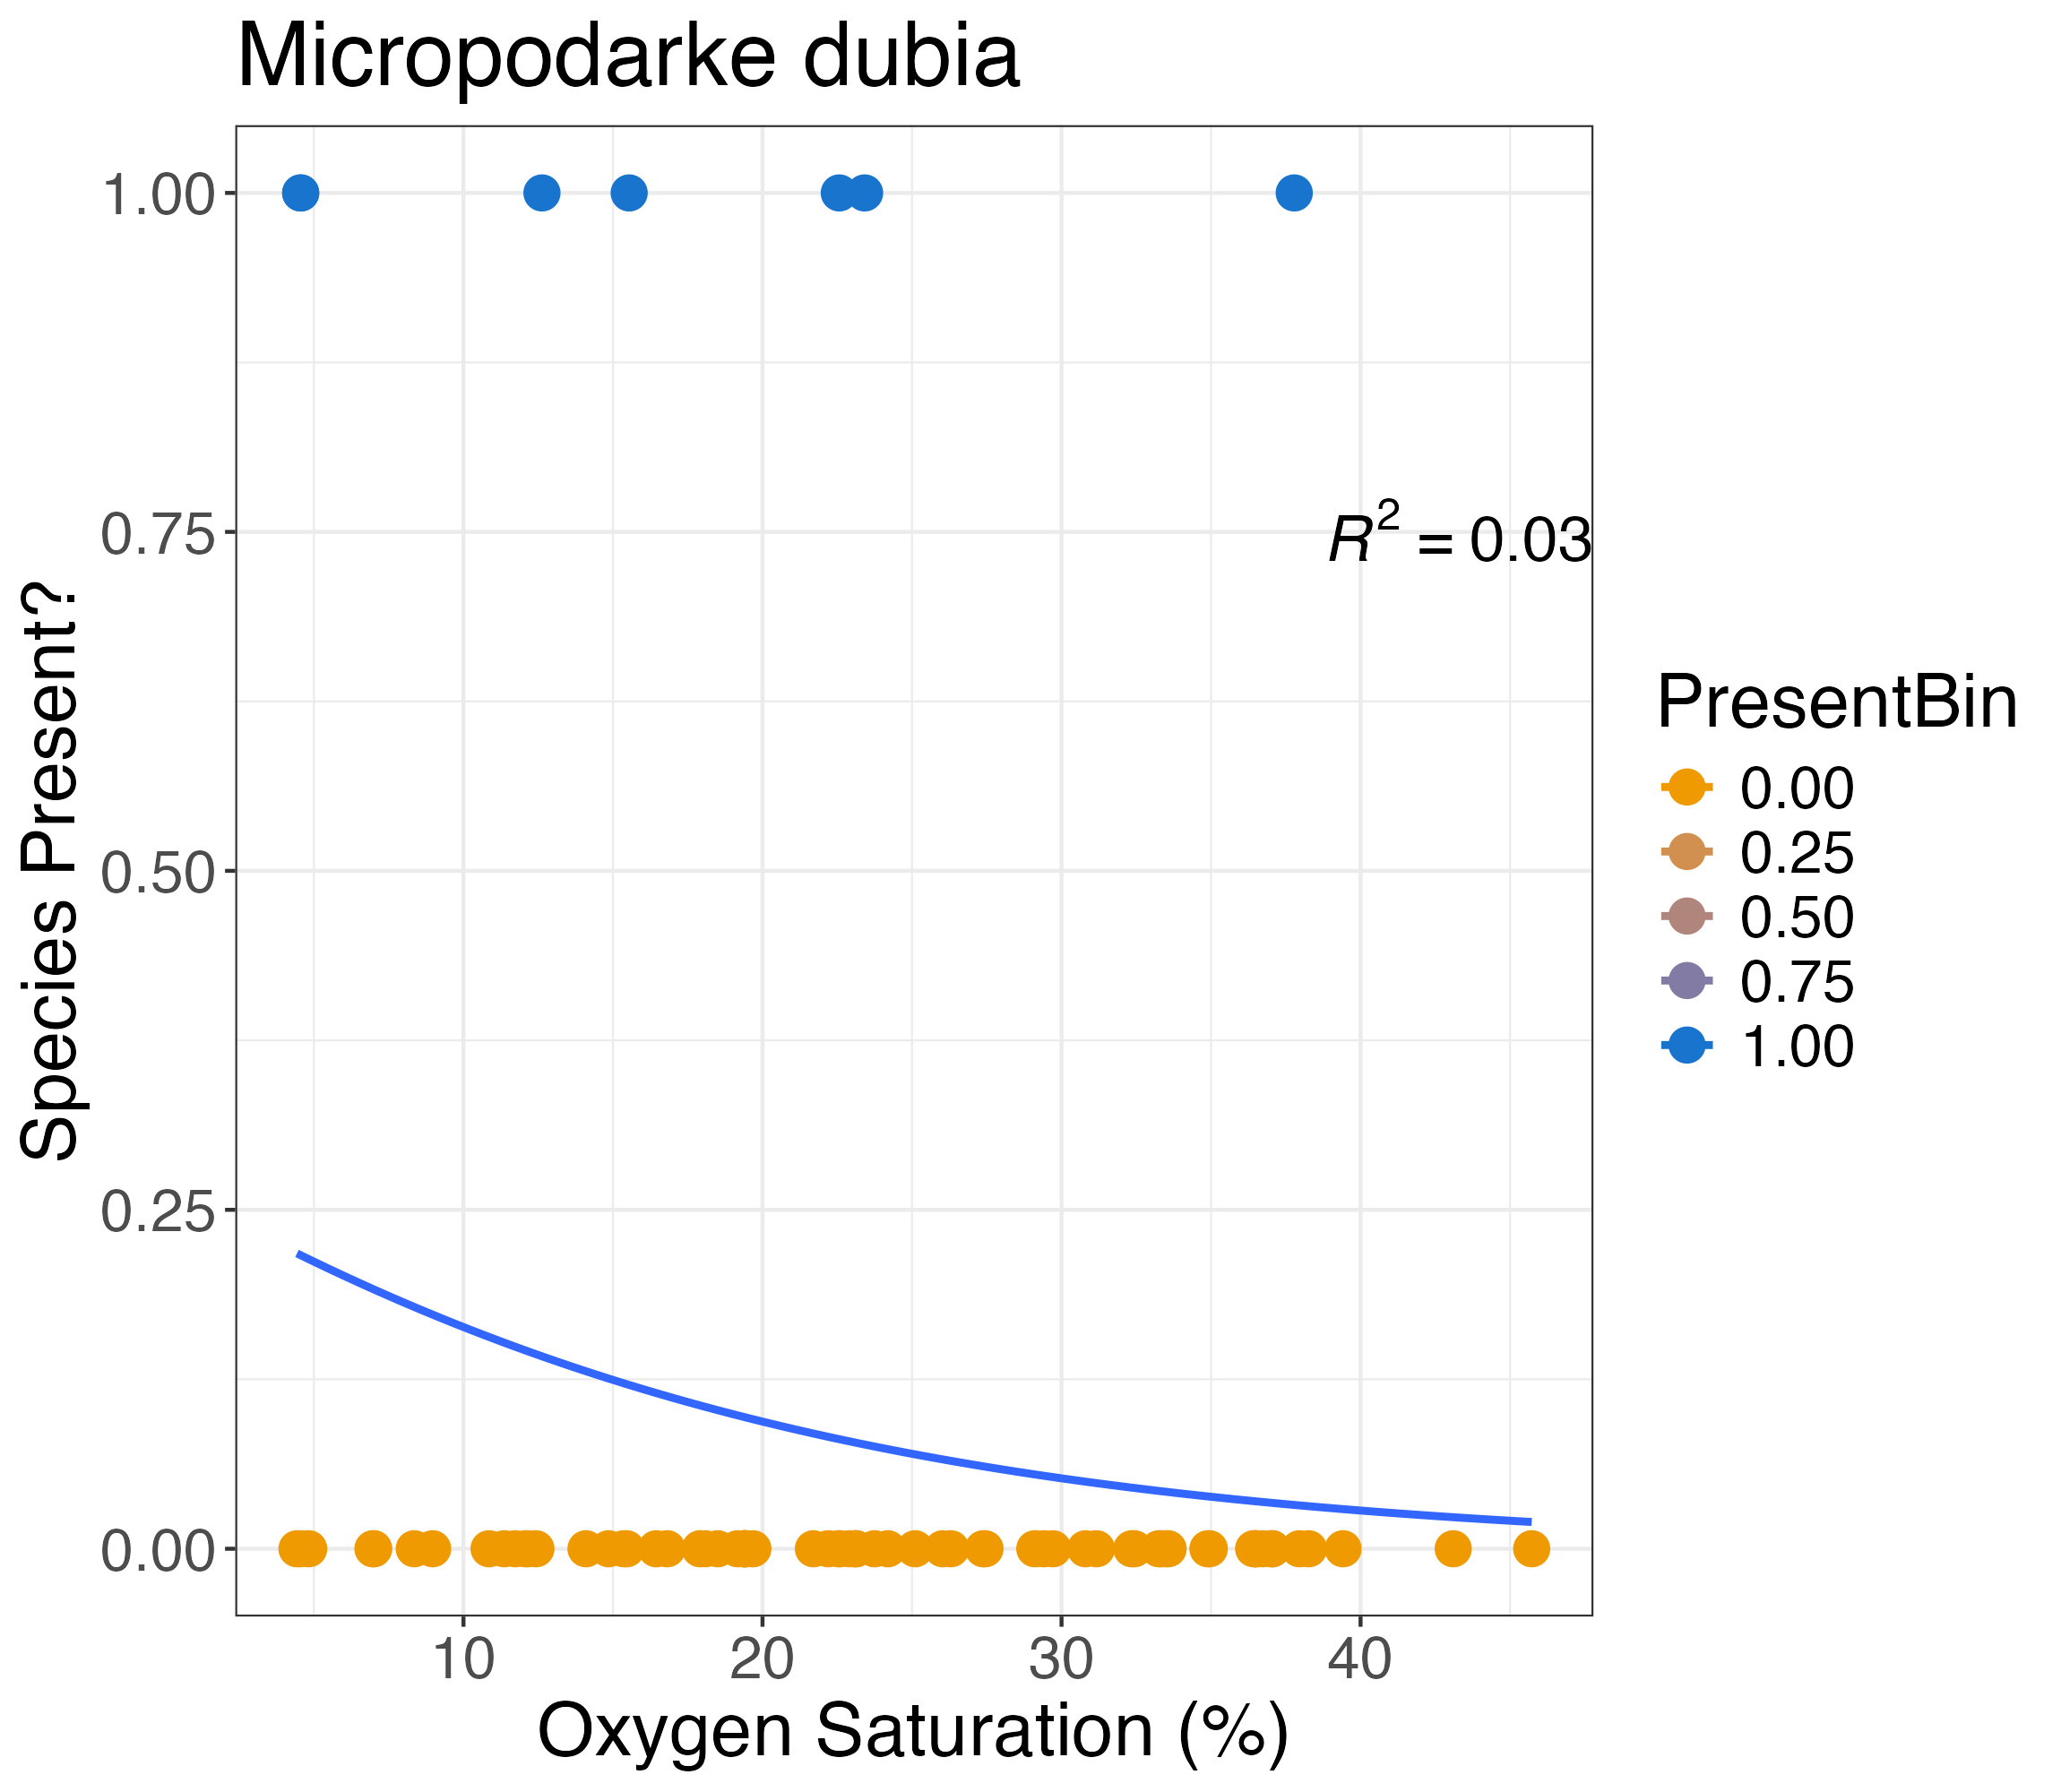 Micropodarke dubia
1.00
0.75
0.50
0.25
0.00
Species Present?
R² = 0.03
10 20 30 40
Oxygen Saturation (%)
PresentBin
0.00
0.25
0.50
0.75
1.00